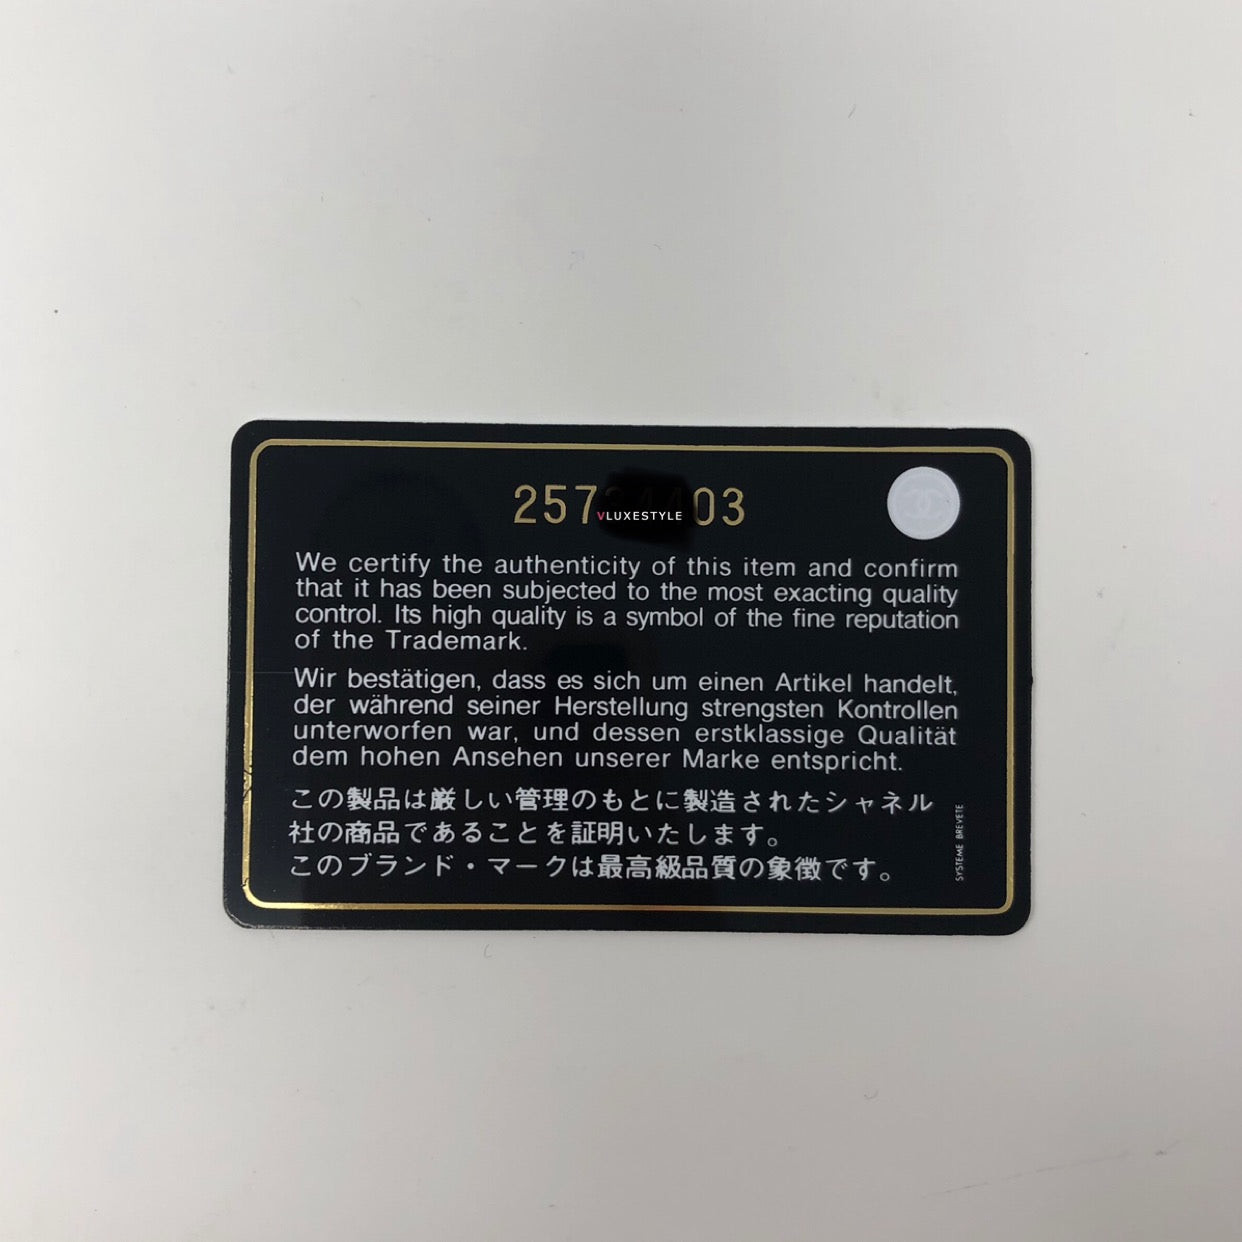 257 03
VLUXESTYLE
We certify the authenticity of this item and confirm
that it has been subjected to the most exacting quality
control. Its high quality is a symbol of the fine reputation
of the Trademark.
Wir bestätigen, dass es sich um einen Artikel handelt,
der während seiner Herstellung strengsten Kontrollen
unterworfen war, und dessen erstklassige Qualität
dem hohen Ansehen unserer Marke entspricht.
この製品は厳しい管理のもとに製造されたシャネル
社の商品であることを証明いたします。
このブランド・マークは最高級品質の象徴です。
SYSTEME BREVETE